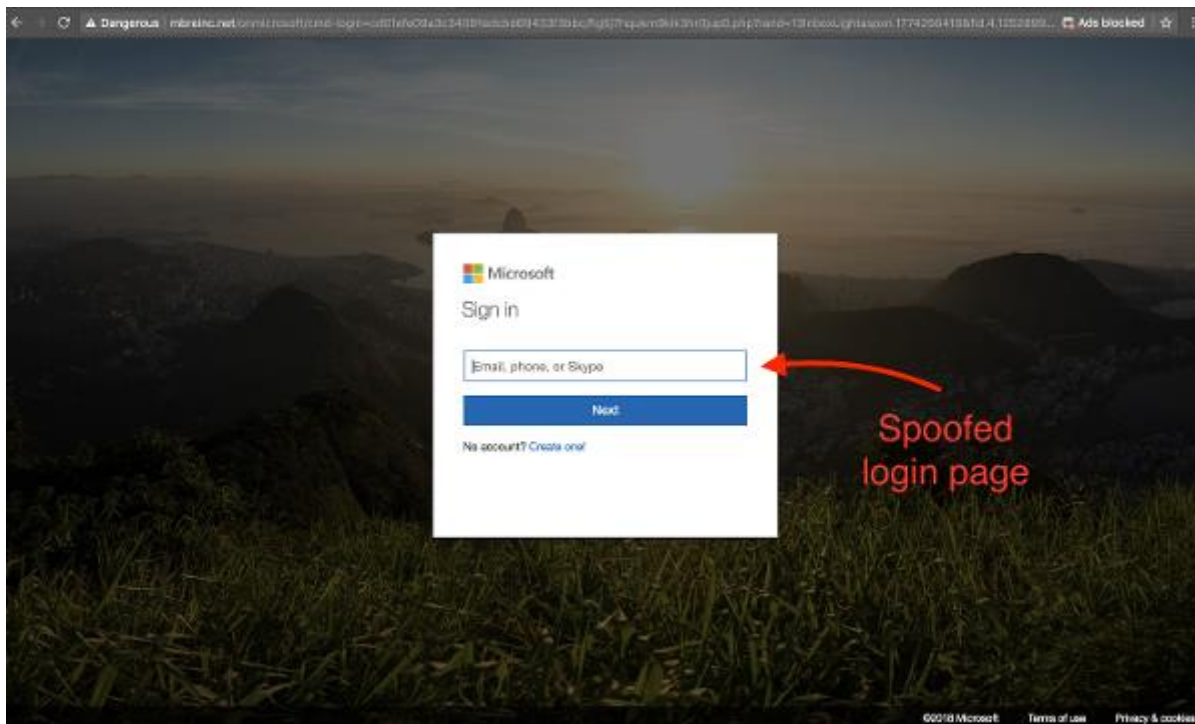 Dangerous
Ads blocked
Microsoft
Sign in
Email, phone, or Skype
Next
No account? Create one!
Spoofed
login page
©2018 Microsoft Terms of use Privacy & cookies